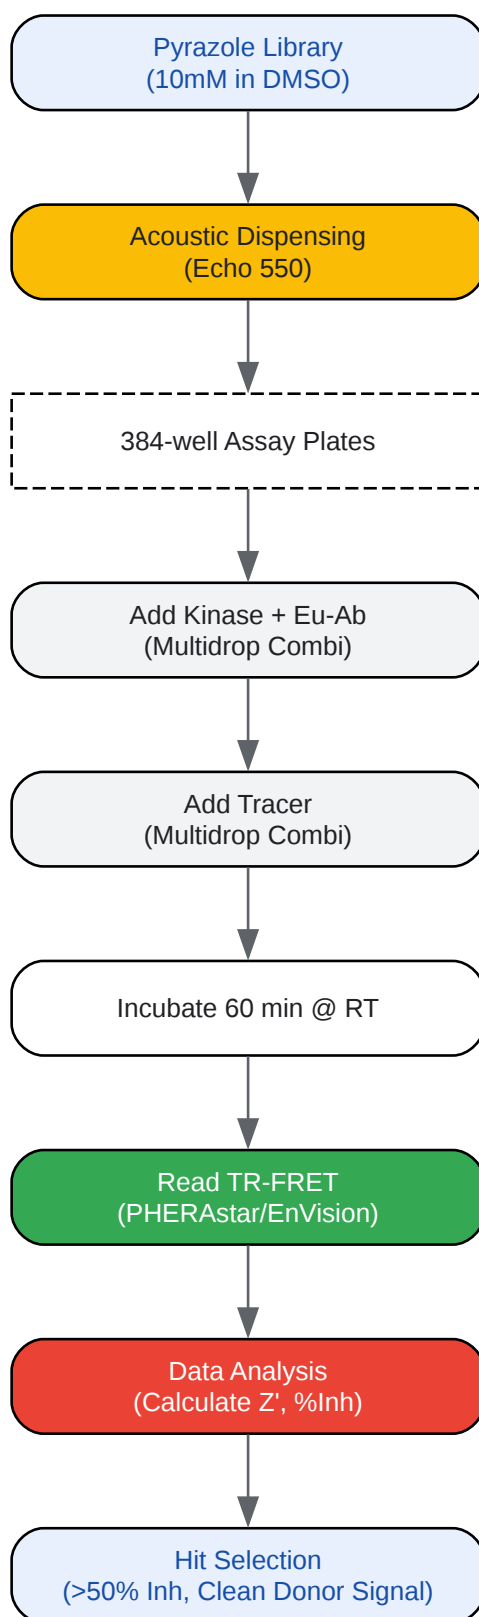 Pyrazole Library
(10mM in DMSO)
Acoustic Dispensing
(Echo 550)
384-well Assay Plates
Add Kinase + Eu-Ab
(Multidrop Combi)
Add Tracer
(Multidrop Combi)
Incubate 60 min @ RT
Read TR-FRET
(PHERAstar/EnVision)
Data Analysis
(Calculate Z', %Inh)
Hit Selection
(>50% Inh, Clean Donor Signal)